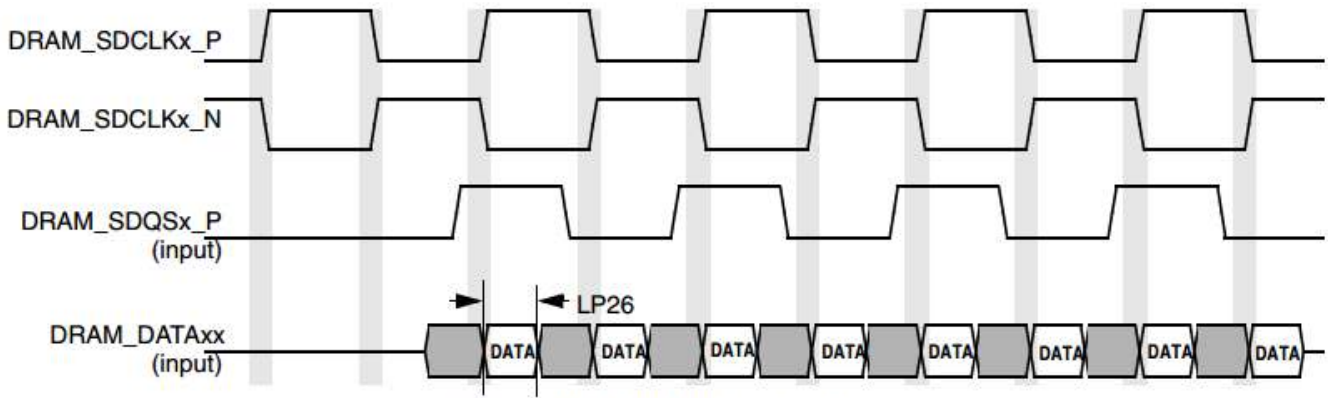 DRAM_SDCLKx_P
DRAM_SDCLKx_N
DRAM_SDQSx_P
(input)
LP26
DRAM_DATAxx
(input)
DATA DATA DATA DATA DATA DATA DATA DATA